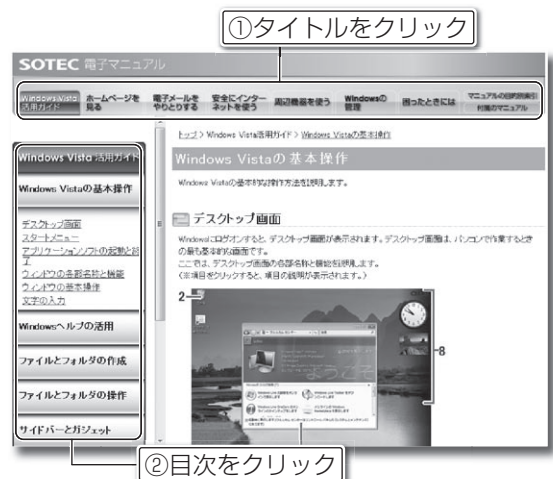 ①タイトルをクリック
SOTEC 電子マニュアル
Windows Vista
活用ガイド
ホームページを
見る
電子メールを
やりとりする
安全にインター
ネットを使う
周辺機器を使う
Windowsの
管理
困ったときには
マニュアルの目的別索引
付属のマニュアル
トップ > Windows Vista活用ガイド > Windows Vistaの基本操作
Windows Vista 活用ガイド
Windows Vistaの基本操作
デスクトップ画面
スタートメニュー
アプリケーションソフトの起動と終
了
ウィンドウの各部名称と機能
ウィンドウの基本操作
文字の入力
Windowsヘルプの活用
ファイルとフォルダの作成
ファイルとフォルダの操作
サイドバーとガジェット
Windows Vistaの基本操作
Windows Vistaの基本的な操作方法を説明します。
デスクトップ画面
Windowsにログオンすると、デスクトップ画面が表示されます。デスクトップ画面は、パソコンで作業するとき
の最も基本的な画面です。
ここでは、デスクトップ画面の各部名称と機能を説明します。
(※項目をクリックすると、項目の説明が表示されます。)
2
8
②目次をクリック